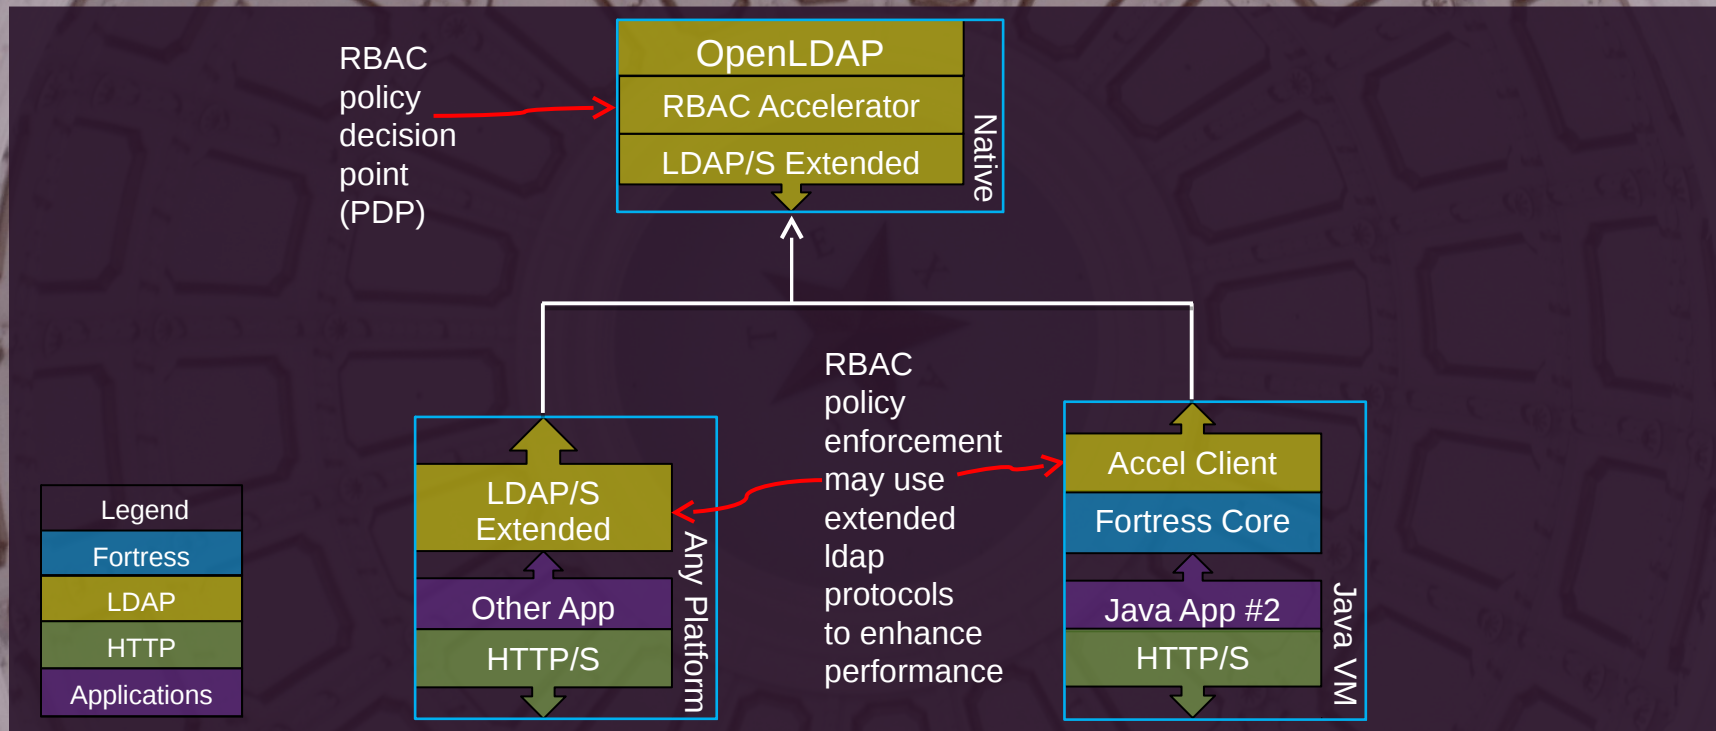 RBAC
policy
decision
point
(PDP)
OpenLDAP
RBAC Accelerator
LDAP/S Extended
Native
RBAC
policy
enforcement
may use
extended
ldap
protocols
to enhance
performance
LDAP/S
Extended
Other App
HTTP/S
Any Platform
Accel Client
Fortress Core
Java App #2
HTTP/S
Java VM
Legend
Fortress
LDAP
HTTP
Applications